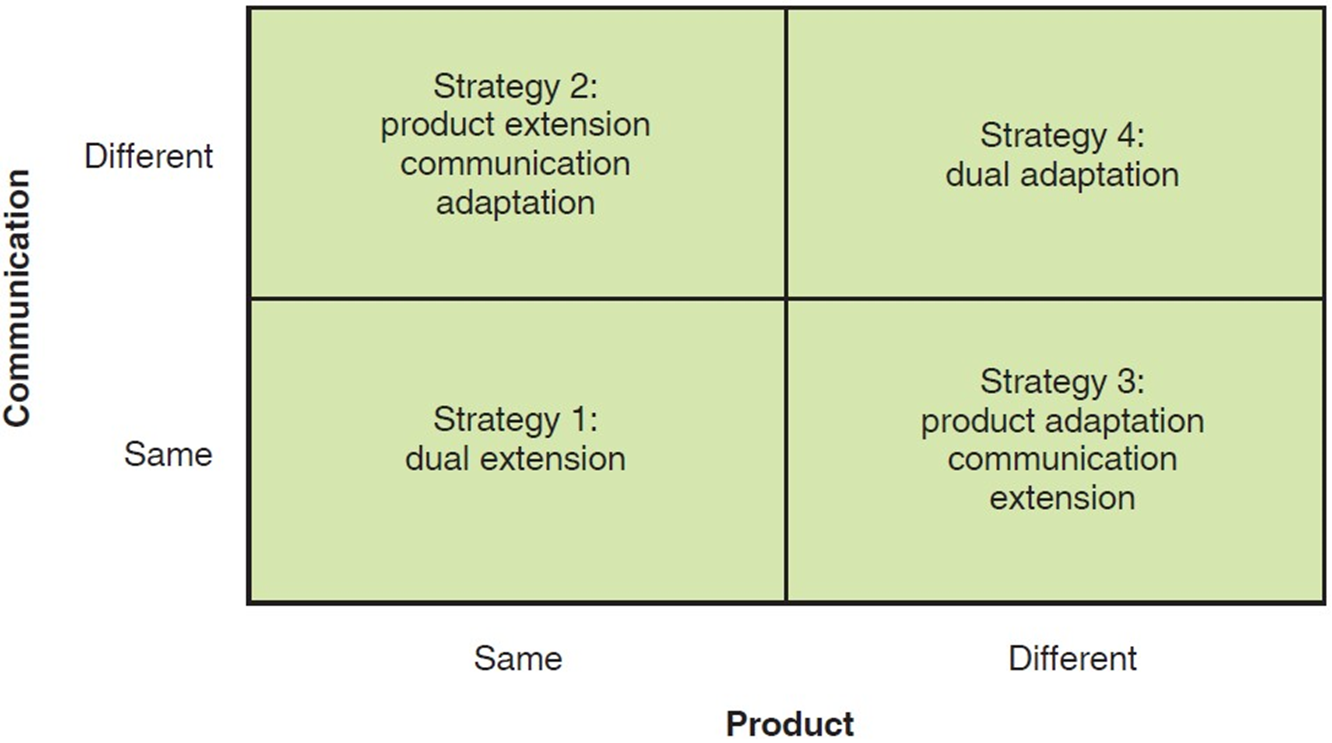 Communication
Different
Strategy 2:
product extension
communication
adaptation
Strategy 4:
dual adaptation
Same
Strategy 1:
dual extension
Strategy 3:
product adaptation
communication
extension
Same
Different
Product